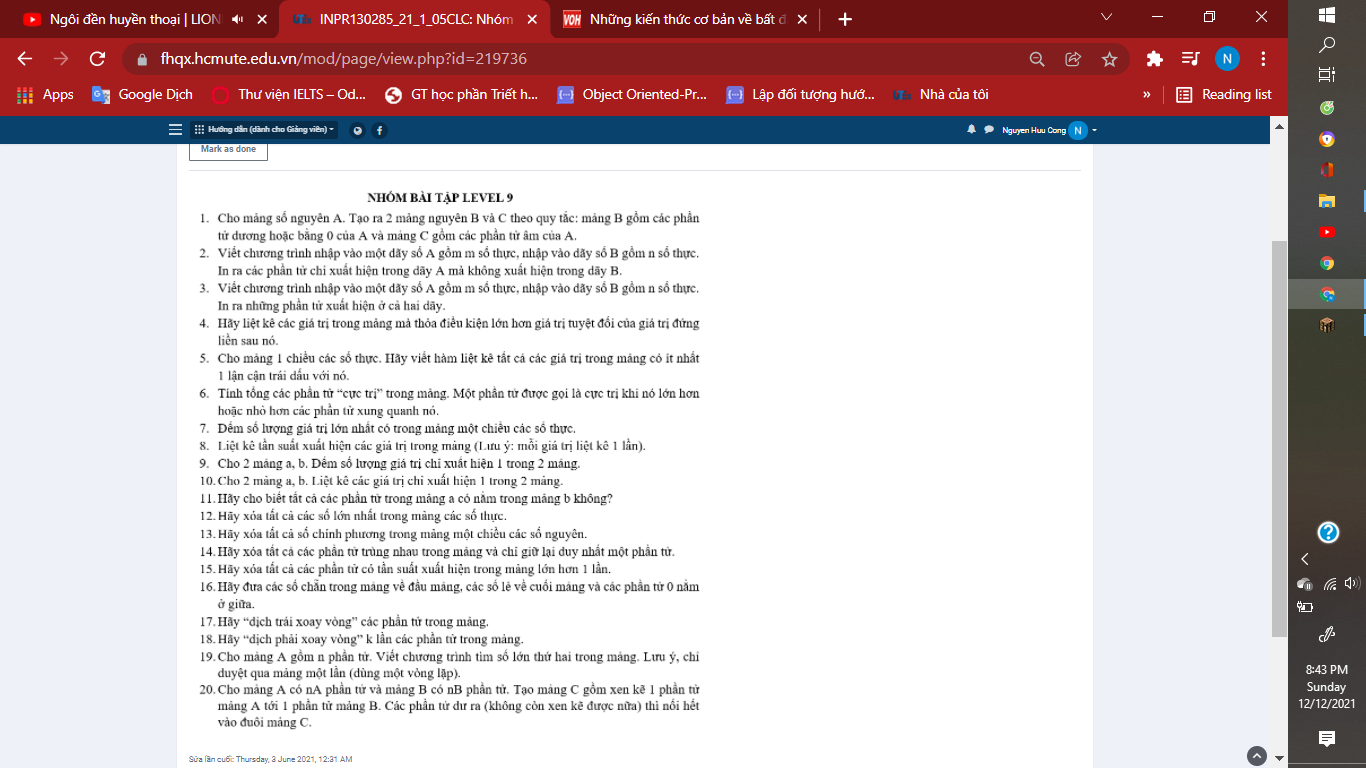 Ngôi đền huyền thoại | LION
INPR130285_21_1_05CLC: Nhóm
VOH Những kiến thức cơ bản về bất đ
fhqx.hcmute.edu.vn/mod/page/view.php?id=219736
N
Apps
Google Dịch
Thư viện IELTS – Od...
GT học phần Triết h...
Object Oriented-Pr...
Lập đối tượng hướ...
Nhà của tôi
»
Reading list
Hướng dẫn (dành cho Giảng viên)
Nguyen Huu Cong N
Mark as done
NHÓM BÀI TẬP LEVEL 9
1. Cho mảng số nguyên A. Tạo ra 2 mảng nguyên B và C theo quy tắc: mảng B gồm các phần
tử dương hoặc bằng 0 của A và mảng C gồm các phần tử âm của A.
2. Viết chương trình nhập vào một dãy số A gồm m số thực, nhập vào dãy số B gồm n số thực.
In ra các phần tử chỉ xuất hiện trong dãy A mà không xuất hiện trong dãy B.
3. Viết chương trình nhập vào một dãy số A gồm m số thực, nhập vào dãy số B gồm n số thực.
In ra những phần tử xuất hiện ở cả hai dãy.
4. Hãy liệt kê các giá trị trong mảng mà thỏa điều kiện lớn hơn giá trị tuyệt đối của giá trị đứng
liền sau nó.
5. Cho mảng 1 chiều các số thực. Hãy viết hàm liệt kê tất cả các giá trị trong mảng có ít nhất
1 lận cận trái dấu với nó.
6. Tính tổng các phần tử “cực trị” trong mảng. Một phần tử được gọi là cực trị khi nó lớn hơn
hoặc nhỏ hơn các phần tử xung quanh nó.
7. Đếm số lượng giá trị lớn nhất có trong mảng một chiều các số thực.
8. Liệt kê tần suất xuất hiện các giá trị trong mảng (Lưu ý: mỗi giá trị liệt kê 1 lần).
9. Cho 2 mảng a, b. Đếm số lượng giá trị chỉ xuất hiện 1 trong 2 mảng.
10. Cho 2 mảng a, b. Liệt kê các giá trị chỉ xuất hiện 1 trong 2 mảng.
11. Hãy cho biết tất cả các phần tử trong mảng a có nằm trong mảng b không?
12. Hãy xóa tất cả các số lớn nhất trong mảng các số thực.
13. Hãy xóa tất cả số chính phương trong mảng một chiều các số nguyên.
14. Hãy xóa tất cả các phần tử trùng nhau trong mảng và chỉ giữ lại duy nhất một phần tử.
15. Hãy xóa tất cả các phần tử có tần suất xuất hiện trong mảng lớn hơn 1 lần.
16. Hãy đưa các số chẵn trong mảng về đầu mảng, các số lẻ về cuối mảng và các phần tử 0 nằm
ở giữa.
17. Hãy “dịch trái xoay vòng” các phần tử trong mảng.
18. Hãy “dịch phải xoay vòng” k lần các phần tử trong mảng.
19. Cho mảng A gồm n phần tử. Viết chương trình tìm số lớn thứ hai trong mảng. Lưu ý, chỉ
duyệt qua mảng một lần (dùng một vòng lặp).
20. Cho mảng A có nA phần tử và mảng B có nB phần tử. Tạo mảng C gồm xen kẽ 1 phần tử
mảng A tới 1 phần tử mảng B. Các phần tử dư ra (không còn xen kẽ được nữa) thì nối hết
vào đuôi mảng C.
Sửa lần cuối: Thursday, 3 June 2021, 12:31 AM
8:43 PM
Sunday
12/12/2021